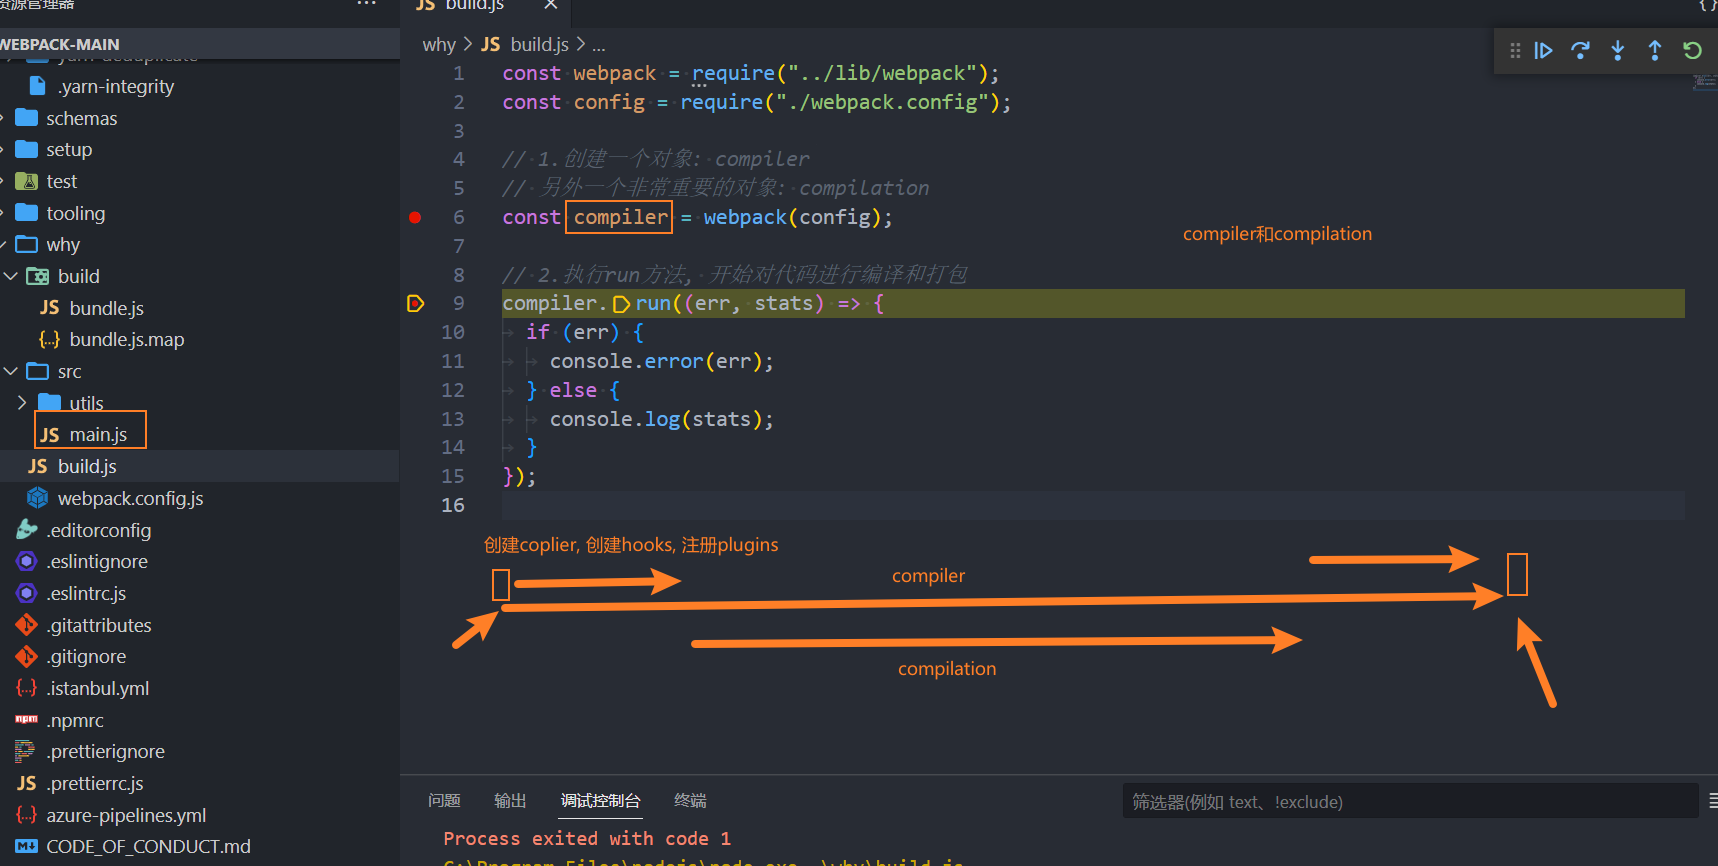 资源管理器 ···
WEBPACK-MAIN
yarn-deduplicate
.yarn-integrity
schemas
setup
test
tooling
why
build
JS bundle.js
{..} bundle.js.map
src
utils
JS main.js
JS build.js
webpack.config.js
.editorconfig
.eslintignore
.eslintrc.js
.gitattributes
.gitignore
{..} .istanbul.yml
npm .npmrc
.prettierignore
JS .prettierrc.js
{..} azure-pipelines.yml
M↓ CODE_OF_CONDUCT.md
JS build.js ×
{}
why > JS build.js > ...
1 const webpack = require("../lib/webpack");
2 const config = require("./webpack.config");
3
4 // 1.创建一个对象: compiler
5 // 另外一个非常重要的对象: compilation
6 const compiler = webpack(config);
7
8 // 2.执行run方法, 开始对代码进行编译和打包
9 compiler.run((err, stats) => {
10 if (err) {
11 console.error(err);
12 } else {
13 console.log(stats);
14 }
15 });
16
compiler和compilation
创建coplier, 创建hooks, 注册plugins
compiler
compilation
问题 输出 调试控制台 终端
筛选器(例如 text、!exclude)
Process exited with code 1
C:\Program Files\nodejs\node.exe .\why\build.js